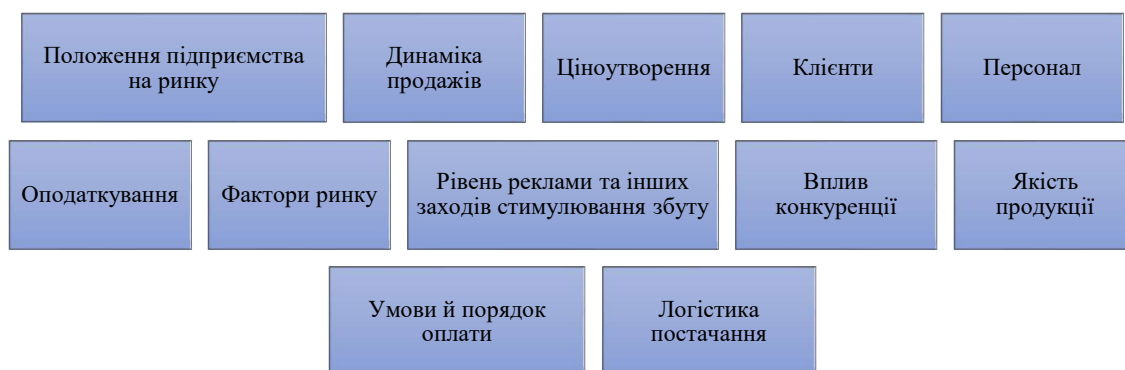 Положення підприємства
на ринку
Динаміка
продажів
Ціноутворення
Клієнти
Персонал
Оподаткування
Фактори ринку
Рівень реклами та інших
заходів стимулювання збуту
Вплив
конкуренції
Якість
продукції
Умови й порядок
оплати
Логістика
постачання